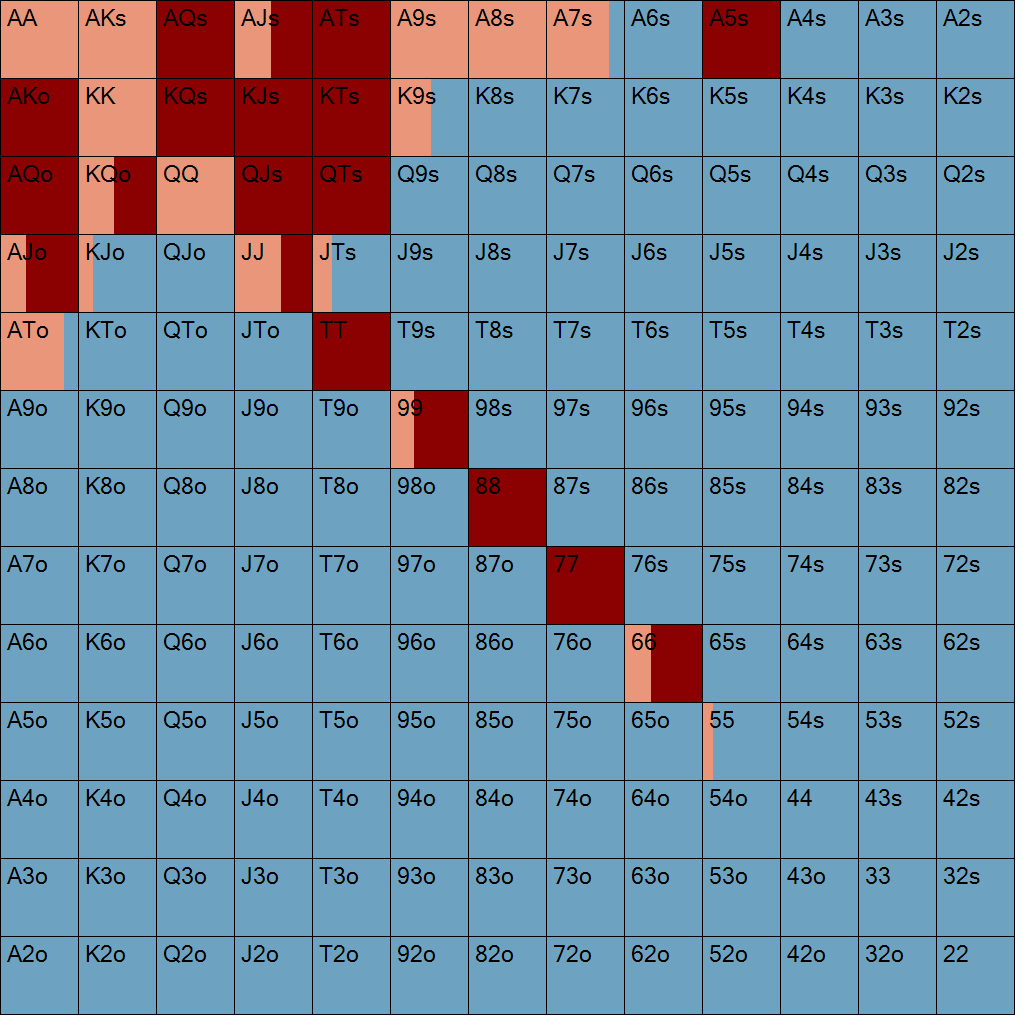 AA AKs AQs AJs ATs A9s A8s A7s A6s A5s A4s A3s A2s
AKo KK KQs KJs KTs K9s K8s K7s K6s K5s K4s K3s K2s
AQo KQo QQ QJs QTs Q9s Q8s Q7s Q6s Q5s Q4s Q3s Q2s
AJo KJo QJo JJ JTs J9s J8s J7s J6s J5s J4s J3s J2s
ATo KTo QTo JTo TT T9s T8s T7s T6s T5s T4s T3s T2s
A9o K9o Q9o J9o T9o 99 98s 97s 96s 95s 94s 93s 92s
A8o K8o Q8o J8o T8o 98o 88 87s 86s 85s 84s 83s 82s
A7o K7o Q7o J7o T7o 97o 87o 77 76s 75s 74s 73s 72s
A6o K6o Q6o J6o T6o 96o 86o 76o 66 65s 64s 63s 62s
A5o K5o Q5o J5o T5o 95o 85o 75o 65o 55 54s 53s 52s
A4o K4o Q4o J4o T4o 94o 84o 74o 64o 54o 44 43s 42s
A3o K3o Q3o J3o T3o 93o 83o 73o 63o 53o 43o 33 32s
A2o K2o Q2o J2o T2o 92o 82o 72o 62o 52o 42o 32o 22